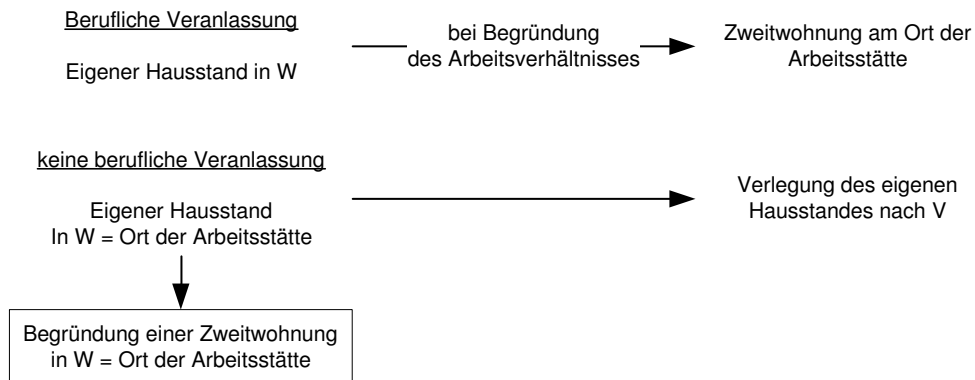 Berufliche Veranlassung
Eigener Hausstand in W
bei Begründung
des Arbeitsverhältnisses
Zweitwohnung am Ort der
Arbeitsstätte
keine berufliche Veranlassung
Eigener Hausstand
In W = Ort der Arbeitsstätte
Verlegung des eigenen
Hausstandes nach V
Begründung einer Zweitwohnung
in W = Ort der Arbeitsstätte